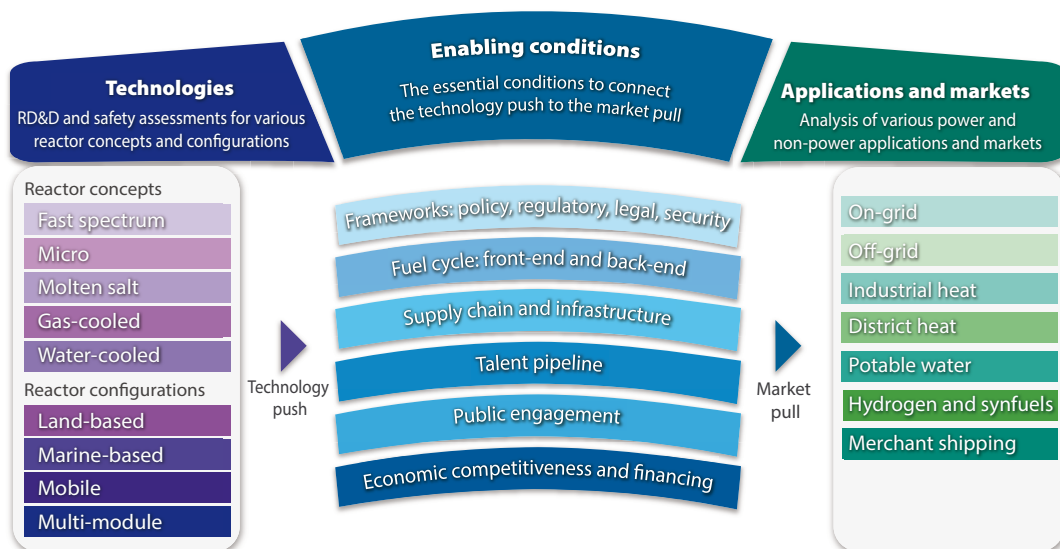 Technologies
RD&D and safety assessments for various
reactor concepts and configurations
Enabling conditions
The essential conditions to connect
the technology push to the market pull
Applications and markets
Analysis of various power and
non-power applications and markets
Reactor concepts
Fast spectrum
Micro
Molten salt
Gas-cooled
Water-cooled
Reactor configurations
Land-based
Marine-based
Mobile
Multi-module
Technology
push
Frameworks: policy, regulatory, legal, security
Fuel cycle: front-end and back-end
Supply chain and infrastructure
Talent pipeline
Public engagement
Economic competitiveness and financing
Market
pull
On-grid
Off-grid
Industrial heat
District heat
Potable water
Hydrogen and synfuels
Merchant shipping